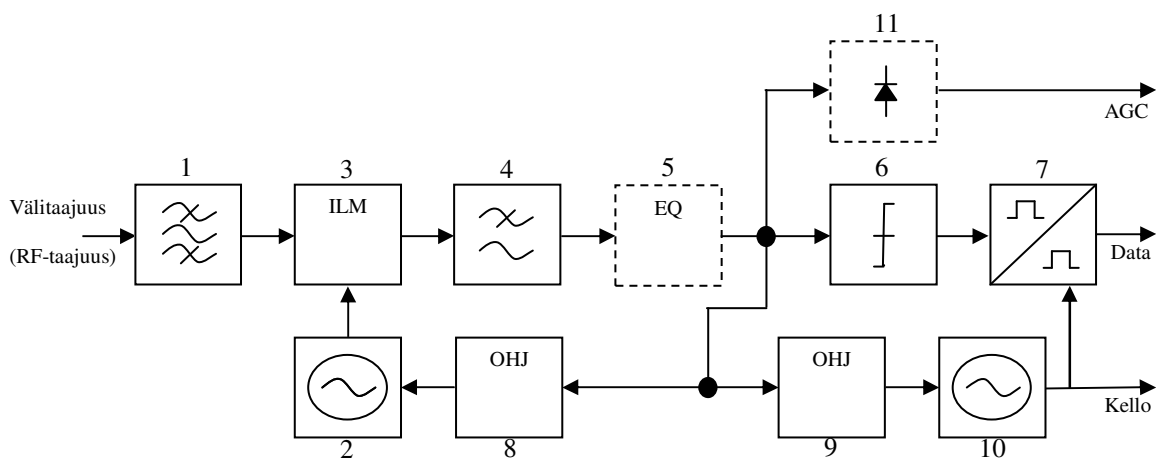 11
AGC
1
3
4
5
6
7
Välitaajuus
(RF-taajuus)
ILM
EQ
Data
OHJ
OHJ
Kello
2
8
9
10